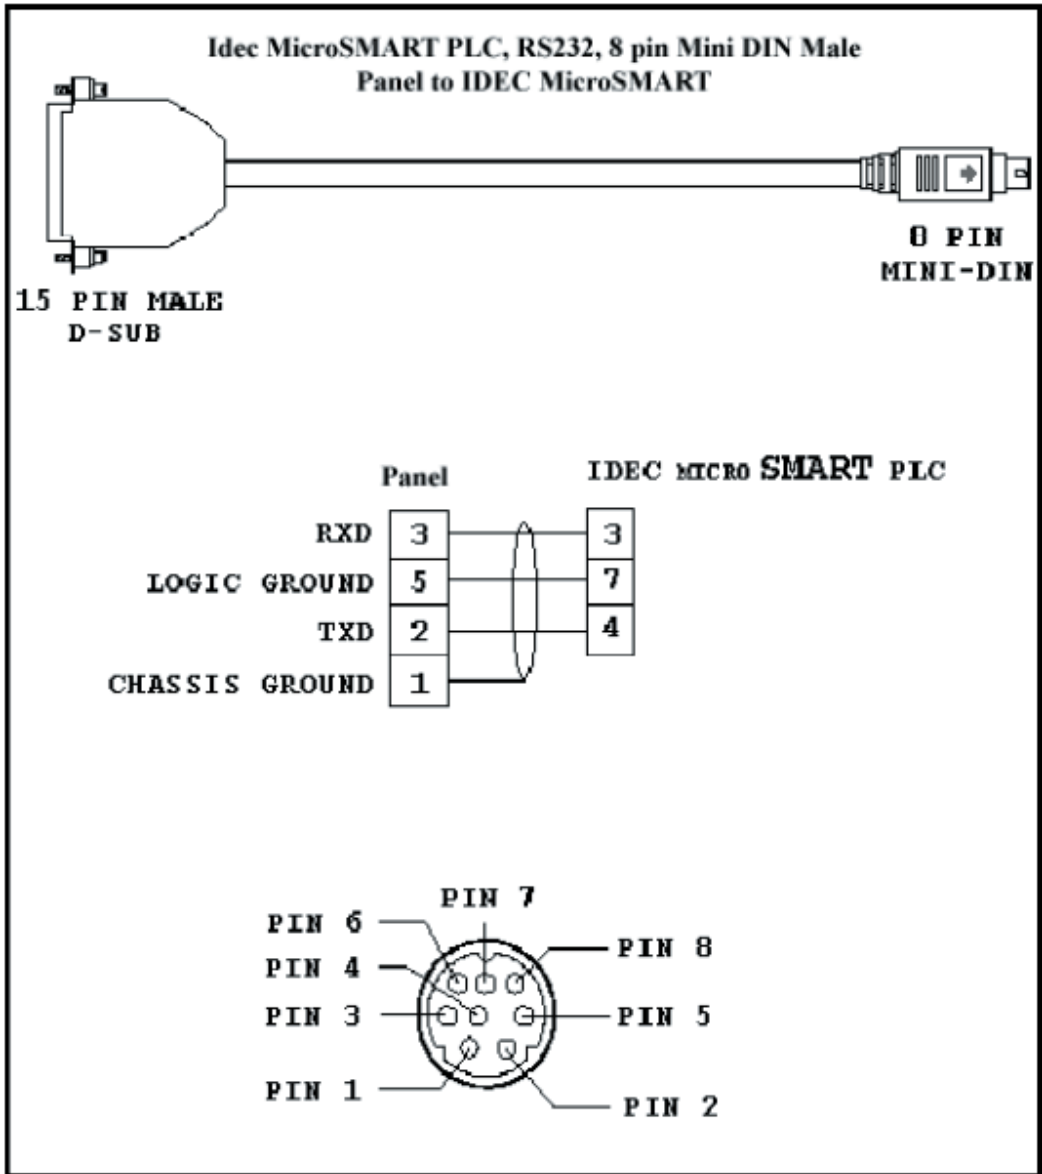 Idec MicroSMART PLC, RS232, 8 pin Mini DIN Male
Panel to IDEC MicroSMART
8 PIN
MINI-DIN
15 PIN MALE
D-SUB
Panel
IDEC MICRO SMART PLC
RXD 3 3
LOGIC GROUND 5 7
TXD 2 4
CHASSIS GROUND 1
PIN 7
PIN 6
PIN 8
PIN 4
PIN 3
PIN 5
PIN 1
PIN 2